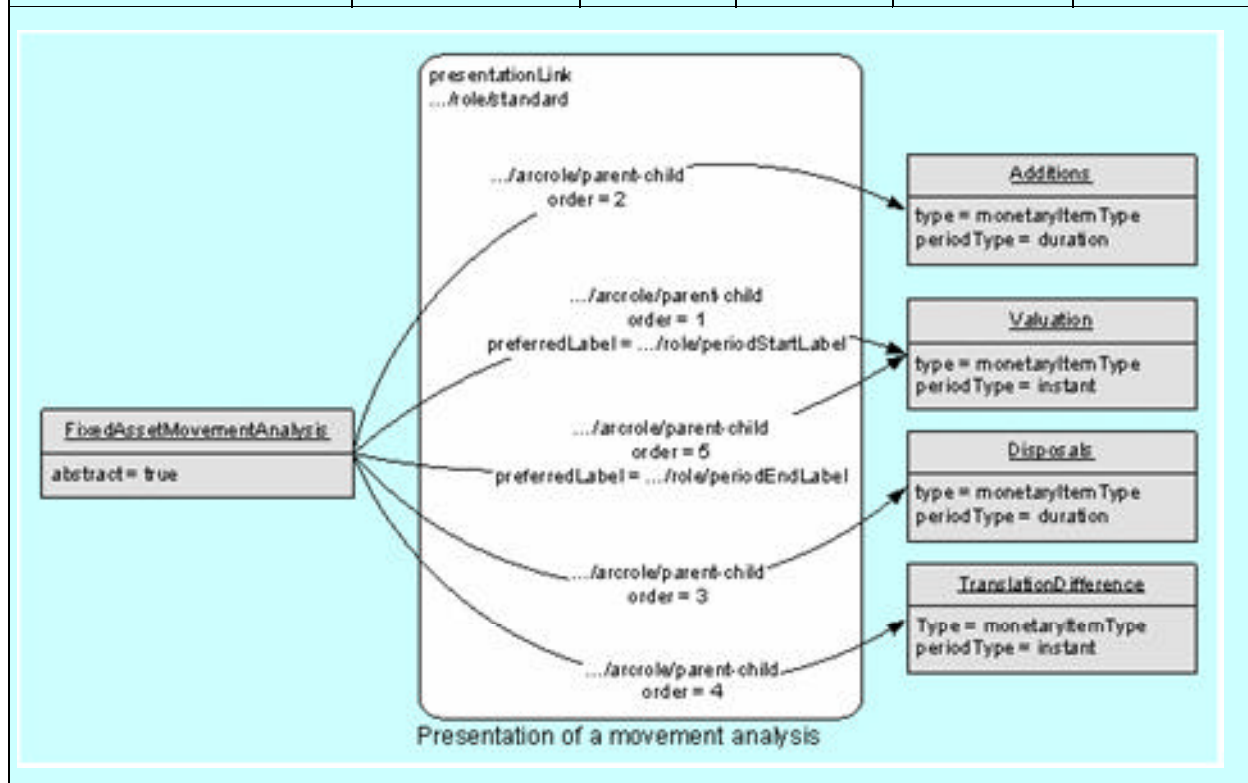 presentationLink
.../role/standard
.../arcrole/parent-child
order = 2
.../arcrole/parent-child
order = 1
preferredLabel = .../role/periodStartLabel
.../arcrole/parent-child
order = 5
preferredLabel = .../role/periodEndLabel
.../arcrole/parent-child
order = 3
.../arcrole/parent-child
order = 4
FixedAssetMovementAnalysis
abstract = true
Additions
type = monetaryItemType
periodType = duration
Valuation
type = monetaryItemType
periodType = instant
Disposals
type = monetaryItemType
periodType = duration
TranslationDifference
Type = monetaryItemType
periodType = instant
Presentation of a movement analysis